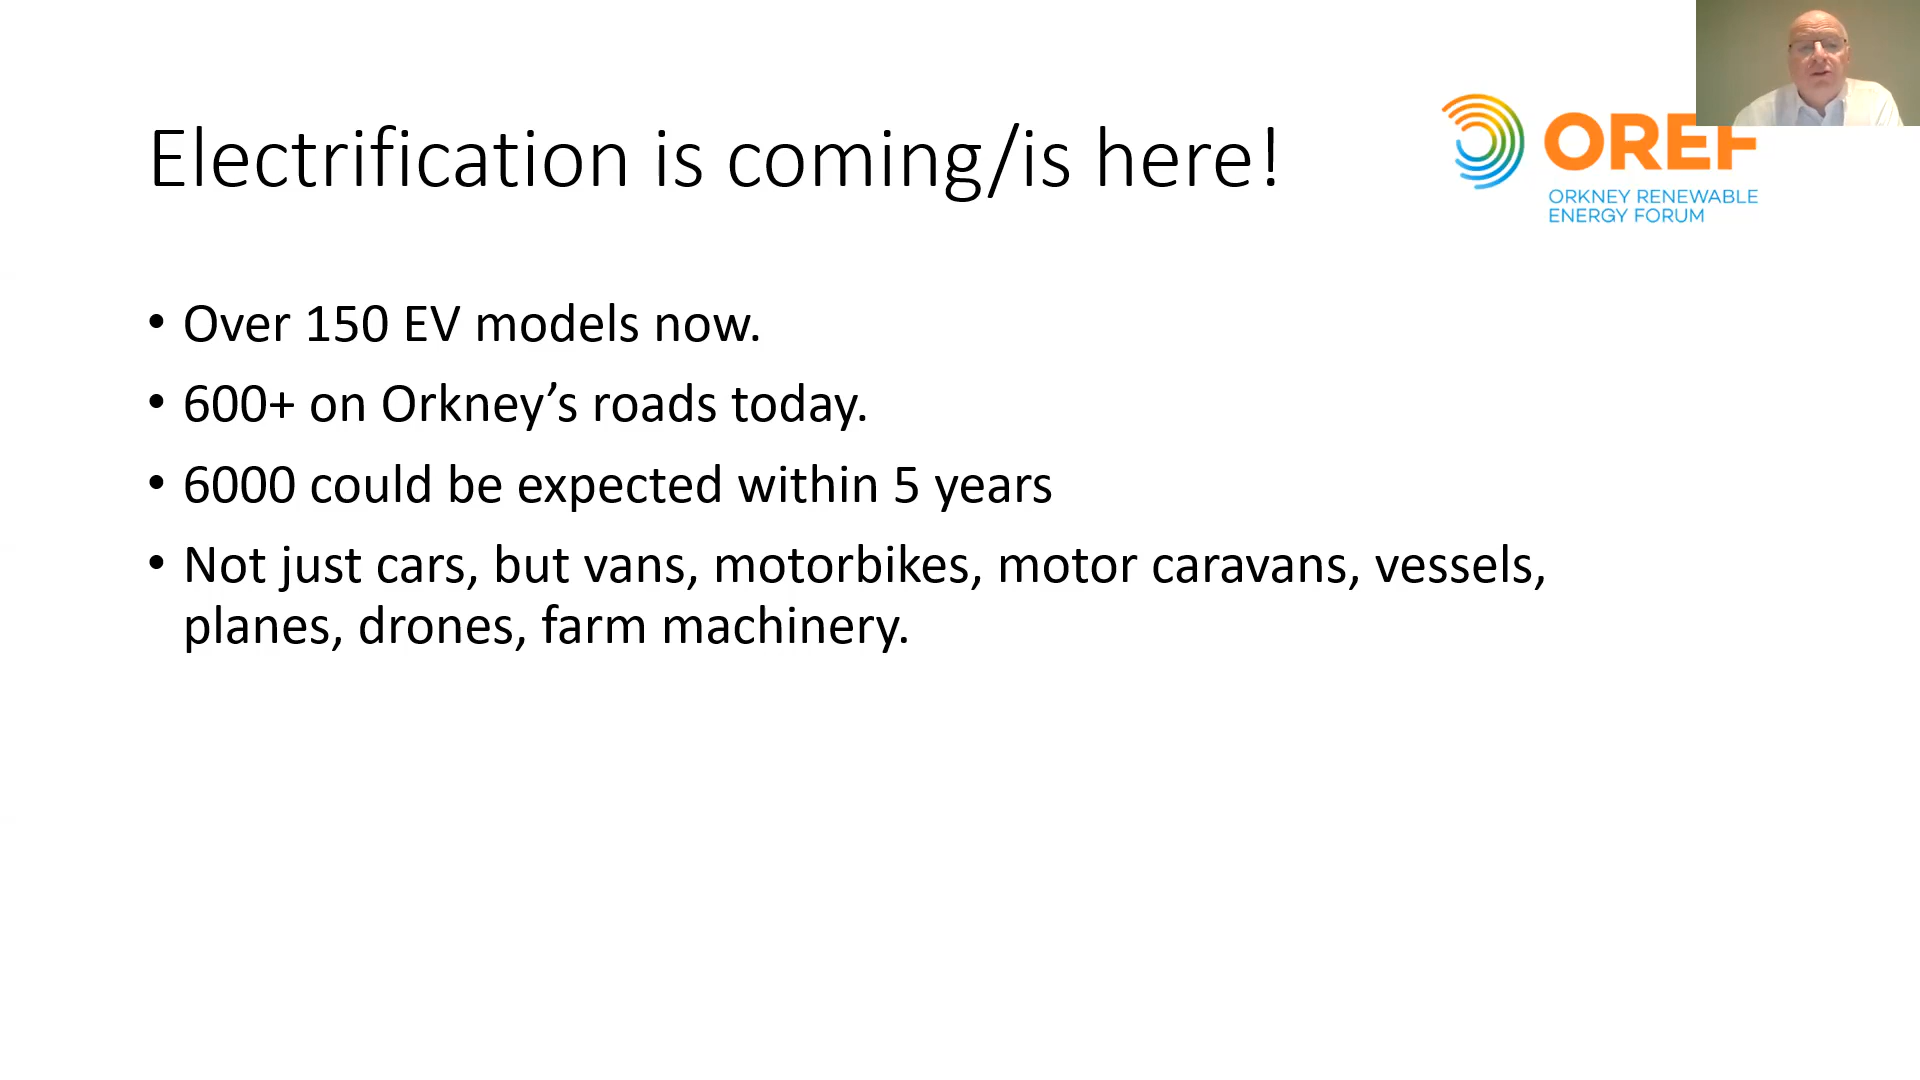 Electrification is coming/is here!
OREF
ORKNEY RENEWABLE
ENERGY FORUM
• Over 150 EV models now.
• 600+ on Orkney’s roads today.
• 6000 could be expected within 5 years
• Not just cars, but vans, motorbikes, motor caravans, vessels,
planes, drones, farm machinery.